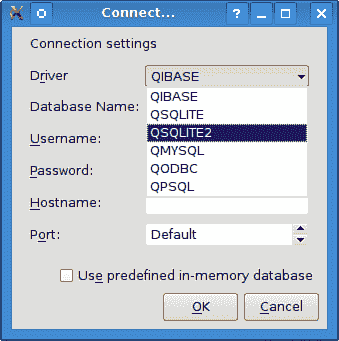 Connect...
Connection settings
Driver QIBASE
QIBASE
Database Name:
QSQLITE
QSQLITE2
Username:
QMYSQL
Password:
QODBC
QPSQL
Hostname:
Port: Default
Use predefined in-memory database
OK Cancel